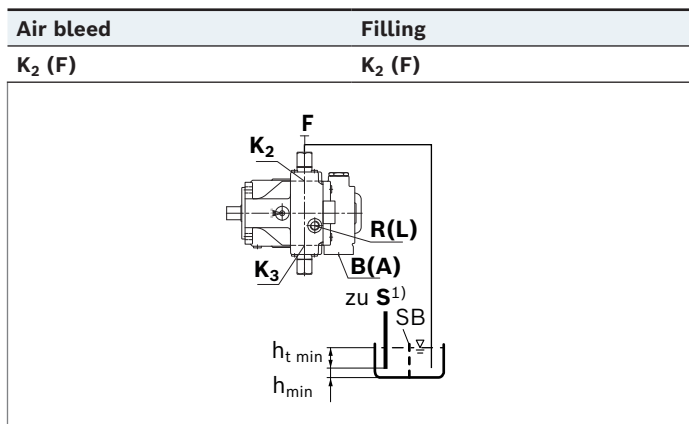 Air bleed Filling
K₂ (F) K₂ (F)
F
K₂
R(L)
K₃
B(A)
zu S¹⁾
SB
hₜ ₘᵢₙ
hₘᵢₙ